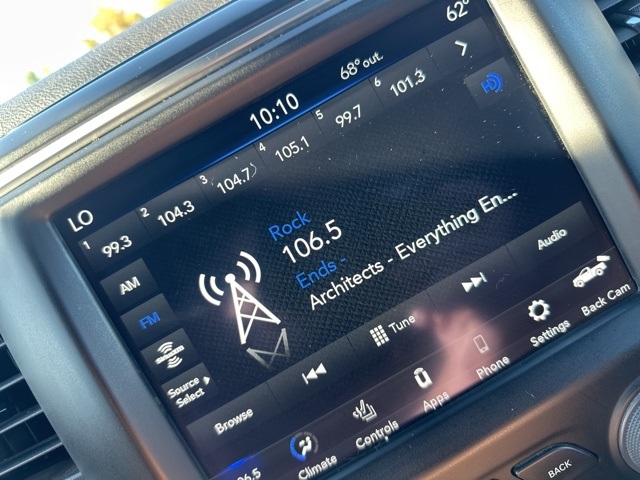 LO
10:10
68° out.
62°
1 99.3
2 104.3
3 104.7
4 105.1
5 99.7
6 101.3
HD
AM
FM
Source
Select
Rock
106.5
Ends -
Architects - Everything En...
Browse
Tune
Audio
Climate
Controls
Apps
Phone
Settings
Back Cam
BACK